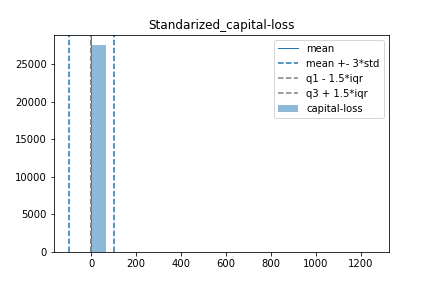 Standarized_capital-loss
mean
mean +- 3*std
q1 - 1.5*iqr
q3 + 1.5*iqr
capital-loss
25000
20000
15000
10000
5000
0
0 200 400 600 800 1000 1200